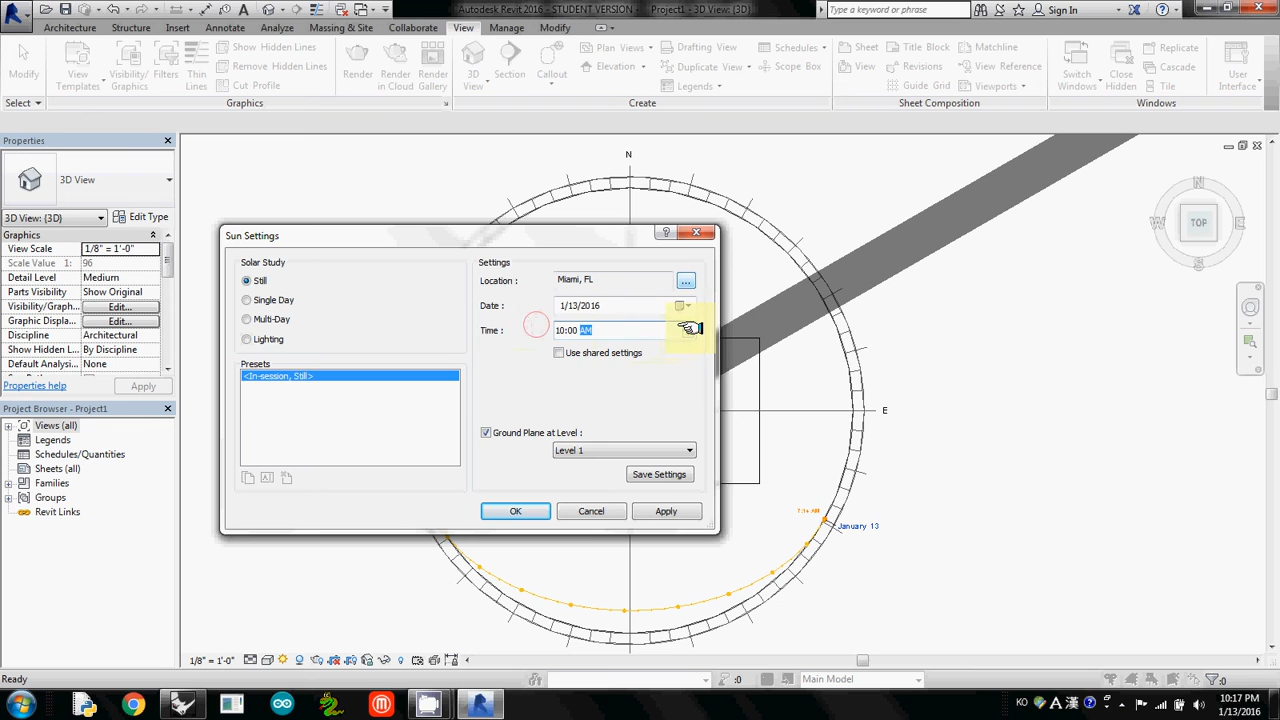 Autodesk Revit 2016 - STUDENT VERSION - Project1 - 3D View: {3D}
Type a keyword or phrase
Sign In
Architecture Structure Insert Annotate Analyze Massing & Site Collaborate View Manage Modify
Modify
View
Templates
Visibility/
Graphics
Filters
Thin
Lines
Show Hidden Lines
Remove Hidden Lines
Cut Profile
Render
Render
in Cloud
Render
Gallery
3D
View
Section
Callout
Plan Views
Elevation
Drafting View
Duplicate View
Legends
Schedules
Scope Box
Sheet
View
Title Block
Revisions
Guide Grid
Matchline
View Reference
Viewports
Switch
Windows
Close
Hidden
Replicate
Cascade
Tile
User
Interface
Select Graphics Create Sheet Composition Windows
Properties
3D View
3D View: {3D}
Edit Type
Graphics
View Scale 1/8" = 1'-0"
Scale Value 1: 96
Detail Level Medium
Parts Visibility Show Original
Visibility/Graph... Edit...
Graphic Displa... Edit...
Discipline Architectural
Show Hidden L... By Discipline
Default Analysi... None
Properties help
Apply
Project Browser - Project1
Views (all)
Legends
Schedules/Quantities
Sheets (all)
Families
Groups
Revit Links
N
E
January 13
N
W
E
S
TOP
Sun Settings
Solar Study
Still
Single Day
Multi-Day
Lighting
Presets
<In-session, Still>
Settings
Location : Miami, FL
...
Date : 1/13/2016
Time : 10:00 AM
Use shared settings
Ground Plane at Level :
Level 1
Save Settings
OK Cancel Apply
1/8" = 1'-0"
Ready
:0
Main Model
:0
KO
10:17 PM
1/13/2016